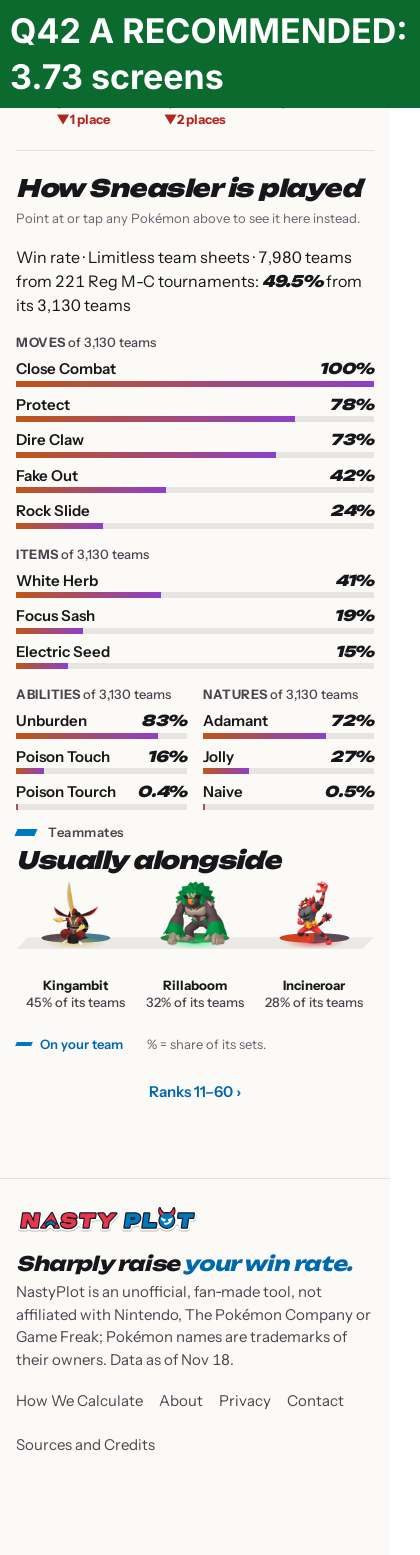 Q42 A RECOMMENDED:
3.73 screens
▼1 place ▼2 places
How Sneasler is played
Point at or tap any Pokémon above to see it here instead.
Win rate · Limitless team sheets · 7,980 teams
from 221 Reg M-C tournaments: 49.5% from
its 3,130 teams
MOVES of 3,130 teams
Close Combat 100%
Protect 78%
Dire Claw 73%
Fake Out 42%
Rock Slide 24%
ITEMS of 3,130 teams
White Herb 41%
Focus Sash 19%
Electric Seed 15%
ABILITIES of 3,130 teams NATURES of 3,130 teams
Unburden 83% Adamant 72%
Poison Touch 16% Jolly 27%
Poison Tourch 0.4% Naive 0.5%
Teammates
Usually alongside
Kingambit Rillaboom Incineroar
45% of its teams 32% of its teams 28% of its teams
On your team % = share of its sets.
Ranks 11–60 ›
NASTY PLOT
Sharply raise your win rate.
NastyPlot is an unofficial, fan-made tool, not
affiliated with Nintendo, The Pokémon Company or
Game Freak; Pokémon names are trademarks of
their owners. Data as of Nov 18.
How We Calculate About Privacy Contact
Sources and Credits